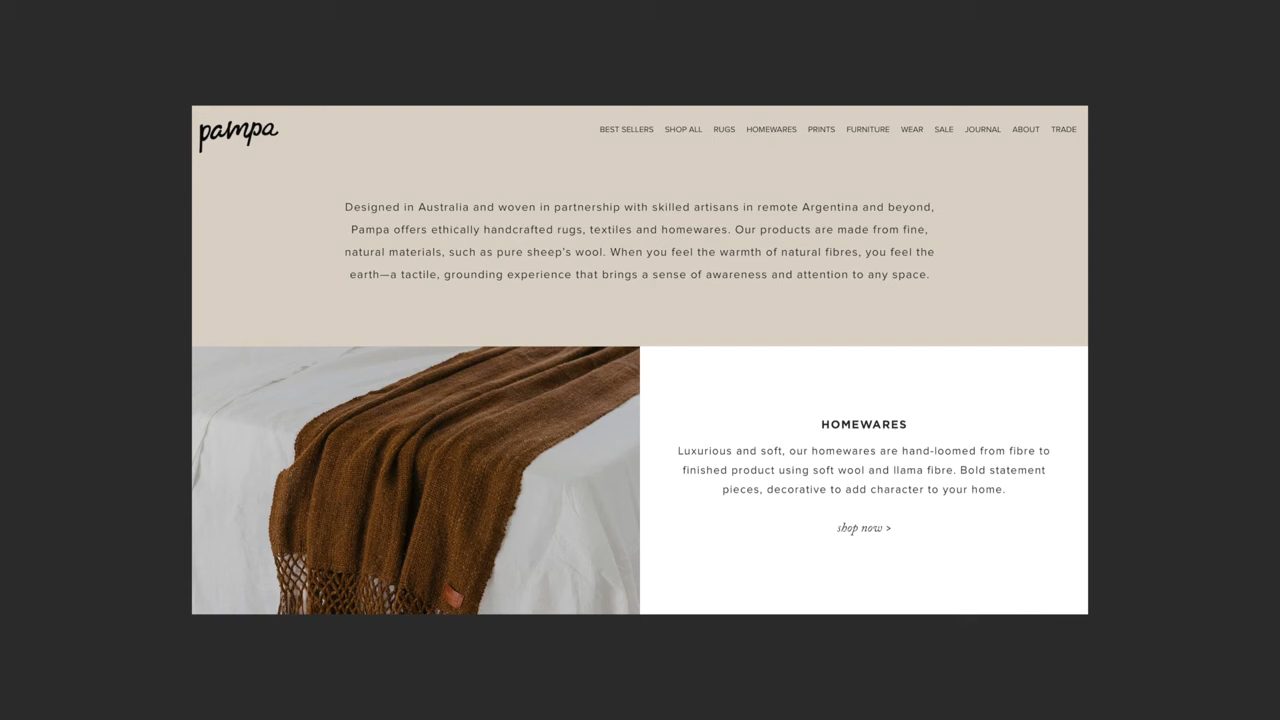 pampa
BEST SELLERS SHOP ALL RUGS HOMEWARES PRINTS FURNITURE WEAR SALE JOURNAL ABOUT TRADE
Designed in Australia and woven in partnership with skilled artisans in remote Argentina and beyond,
Pampa offers ethically handcrafted rugs, textiles and homewares. Our products are made from fine,
natural materials, such as pure sheep's wool. When you feel the warmth of natural fibres, you feel the
earth—a tactile, grounding experience that brings a sense of awareness and attention to any space.
HOMEWARES
Luxurious and soft, our homewares are hand-loomed from fibre to
finished product using soft wool and llama fibre. Bold statement
pieces, decorative to add character to your home.
shop now >